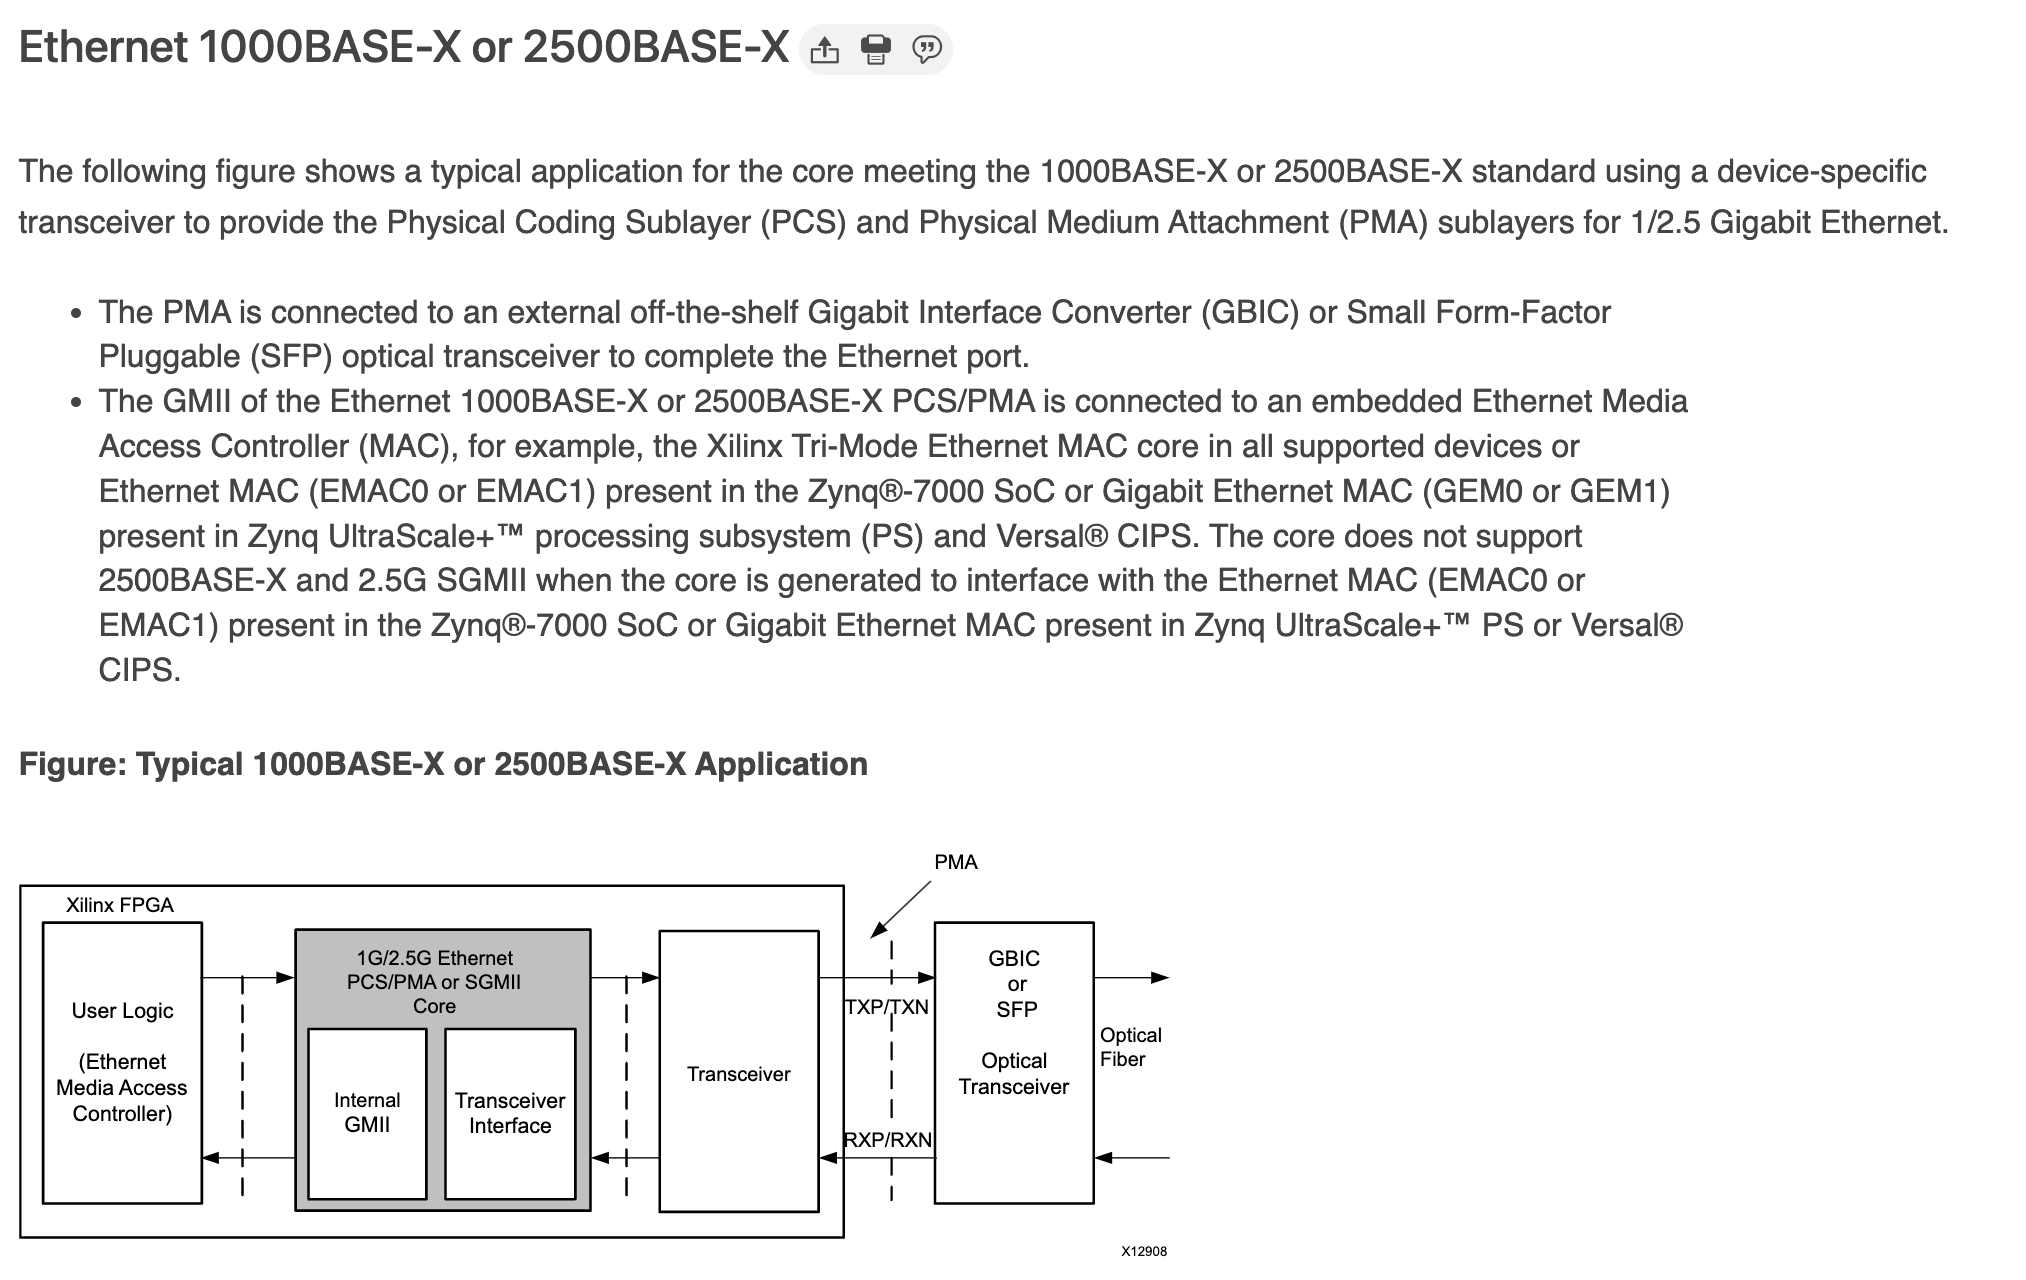 Ethernet 1000BASE-X or 2500BASE-X
The following figure shows a typical application for the core meeting the 1000BASE-X or 2500BASE-X standard using a device-specific
transceiver to provide the Physical Coding Sublayer (PCS) and Physical Medium Attachment (PMA) sublayers for 1/2.5 Gigabit Ethernet.
• The PMA is connected to an external off-the-shelf Gigabit Interface Converter (GBIC) or Small Form-Factor
Pluggable (SFP) optical transceiver to complete the Ethernet port.
• The GMII of the Ethernet 1000BASE-X or 2500BASE-X PCS/PMA is connected to an embedded Ethernet Media
Access Controller (MAC), for example, the Xilinx Tri-Mode Ethernet MAC core in all supported devices or
Ethernet MAC (EMAC0 or EMAC1) present in the Zynq®-7000 SoC or Gigabit Ethernet MAC (GEM0 or GEM1)
present in Zynq UltraScale+™ processing subsystem (PS) and Versal® CIPS. The core does not support
2500BASE-X and 2.5G SGMII when the core is generated to interface with the Ethernet MAC (EMAC0 or
EMAC1) present in the Zynq®-7000 SoC or Gigabit Ethernet MAC present in Zynq UltraScale+™ PS or Versal®
CIPS.
Figure: Typical 1000BASE-X or 2500BASE-X Application
PMA
Xilinx FPGA
User Logic
(Ethernet
Media Access
Controller)
1G/2.5G Ethernet
PCS/PMA or SGMII
Core
Internal
GMII
Transceiver
Interface
Transceiver
TXP/TXN
RXP/RXN
GBIC
or
SFP
Optical
Transceiver
Optical
Fiber
X12908